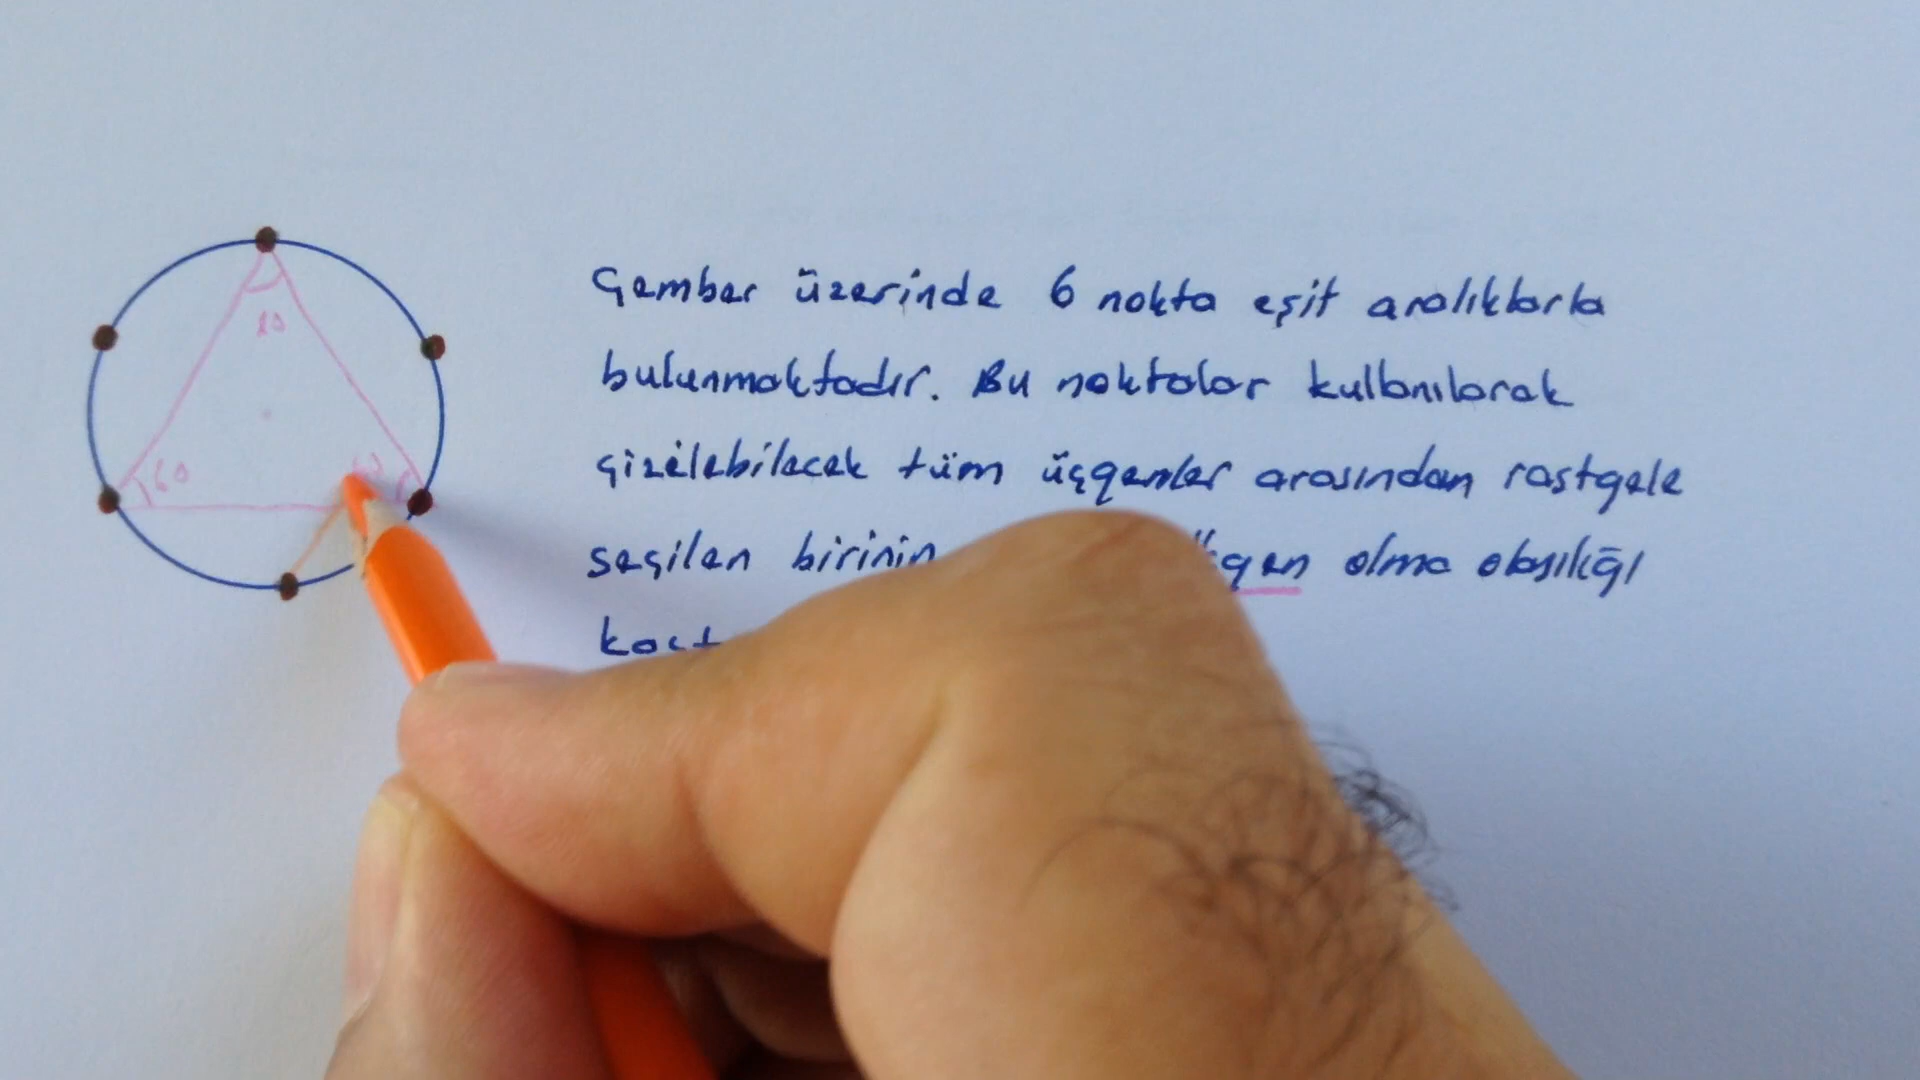 Çember üzerinde 6 nokta eşit aralıklarla
bulunmaktadır. Bu noktalar kullanılarak
çizilebilecek tüm üçgenler arasından rastgele
seçilen birinin olma olasılığı
60